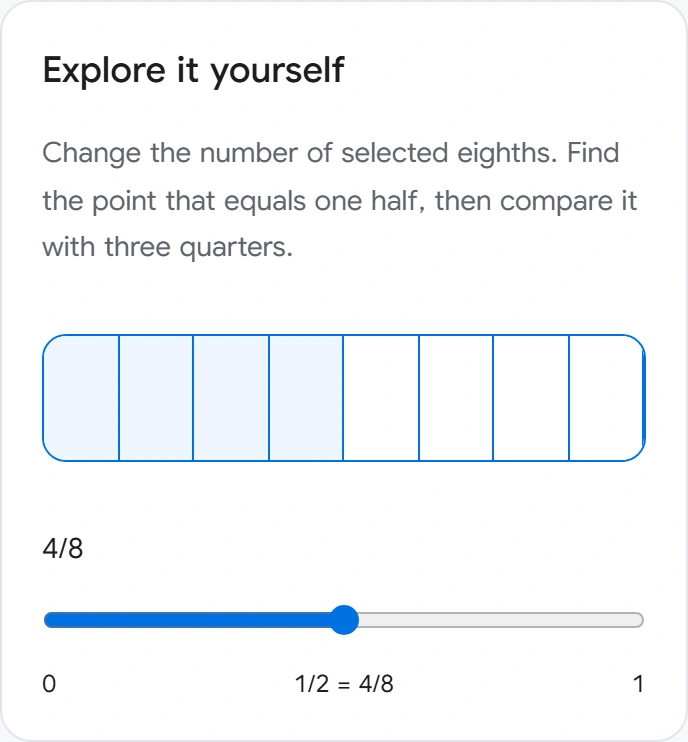 Explore it yourself
Change the number of selected eighths. Find
the point that equals one half, then compare it
with three quarters.
4/8
0
1/2 = 4/8
1